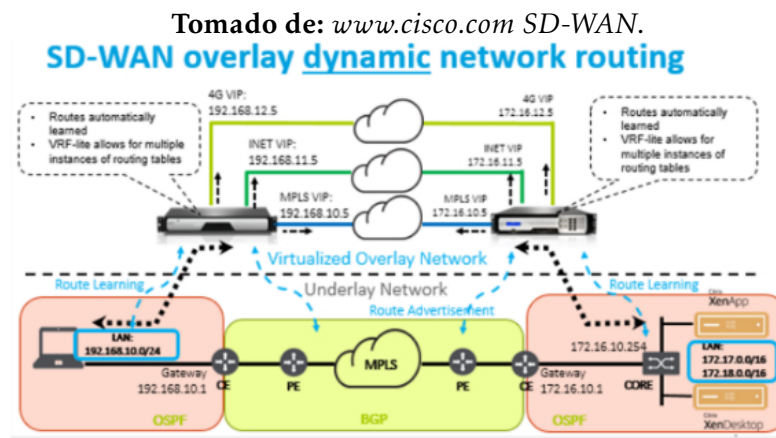 Tomado de: www.cisco.com SD-WAN.
SD-WAN overlay dynamic network routing
4G VIP:
192.168.12.5
4G VIP
172.16.12.5
• Routes automatically
learned
• VRF-lite allows for multiple
instances of routing tables
• Routes automatically
learned
• VRF-lite allows for
multiple instances of
routing tables
INET VIP:
192.168.11.5
INET VIP
172.16.11.5
MPLS VIP:
192.168.10.5
MPLS VIP
172.16.10.5
Virtualized Overlay Network
Route Learning
Underlay Network
Route Learning
Route Advertisement
Citrix
XenApp
LAN:
192.168.10.0/24
172.16.10.254
LAN:
172.17.0.0/16
172.18.0.0/16
MPLS
Gateway
192.168.10.1
CE
PE
PE
CE
Gateway
172.16.10.1
CORE
OSPF
BGP
OSPF
Citrix
XenDesktop